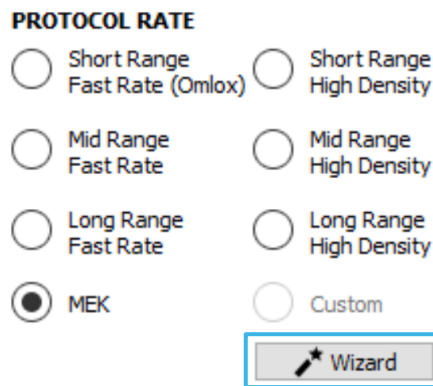 PROTOCOL RATE
Short Range
Fast Rate (Omlox)
Short Range
High Density
Mid Range
Fast Rate
Mid Range
High Density
Long Range
Fast Rate
Long Range
High Density
MEK
Custom
Wizard